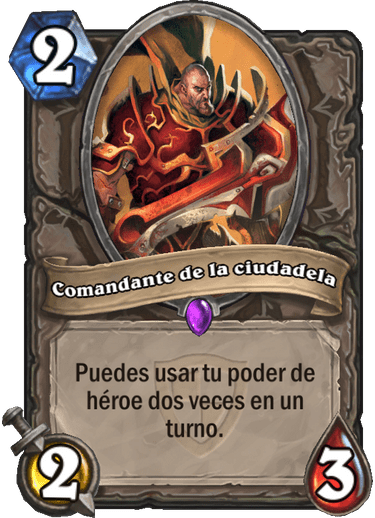 2
Comandante de la ciudadela
Puedes usar tu poder de
héroe dos veces en un
turno.
2
3